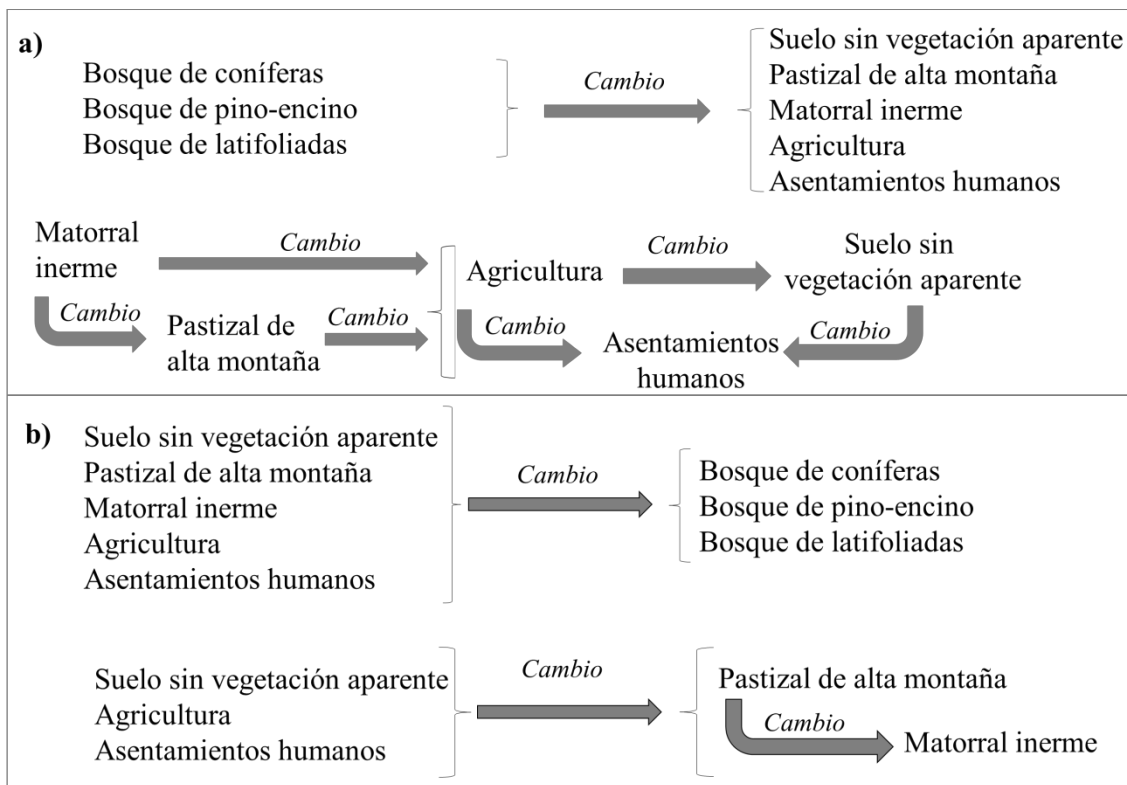 a)
Bosque de coníferas
Bosque de pino-encino
Bosque de latifoliadas
Cambio
Suelo sin vegetación aparente
Pastizal de alta montaña
Matorral inerme
Agricultura
Asentamientos humanos
Matorral
inerme
Cambio
Cambio
Pastizal de
alta montaña
Cambio
Agricultura
Cambio
Suelo sin
vegetación aparente
Cambio
Asentamientos
humanos
Cambio
b)
Suelo sin vegetación aparente
Pastizal de alta montaña
Matorral inerme
Agricultura
Asentamientos humanos
Cambio
Bosque de coníferas
Bosque de pino-encino
Bosque de latifoliadas
Suelo sin vegetación aparente
Agricultura
Asentamientos humanos
Cambio
Pastizal de alta montaña
Cambio
Matorral inerme